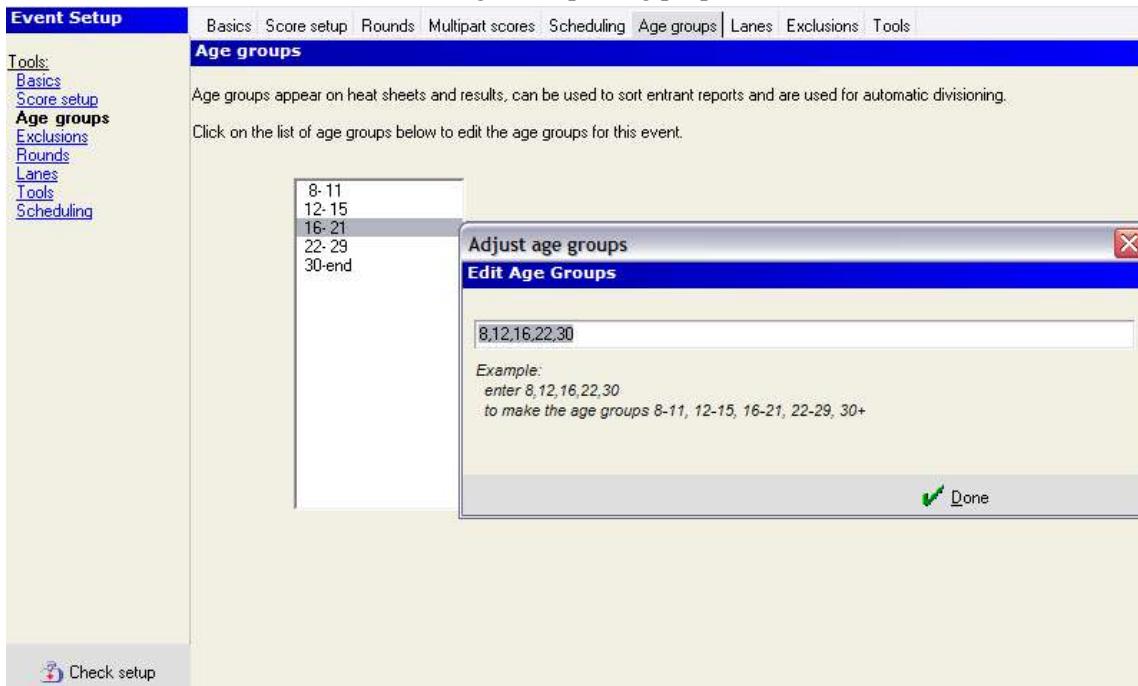 Event Setup
Basics Score setup Rounds Multipart scores Scheduling Age groups Lanes Exclusions Tools
Tools:
Basics
Score setup
Age groups
Exclusions
Rounds
Lanes
Tools
Scheduling
Age groups
Age groups appear on heat sheets and results, can be used to sort entrant reports and are used for automatic divisioning.
Click on the list of age groups below to edit the age groups for this event.
8- 11
12- 15
16- 21
22- 29
30-end
Adjust age groups
Edit Age Groups
8,12,16,22,30
Example:
enter 8,12,16,22,30
to make the age groups 8-11, 12-15, 16-21, 22-29, 30+
Done
Check setup